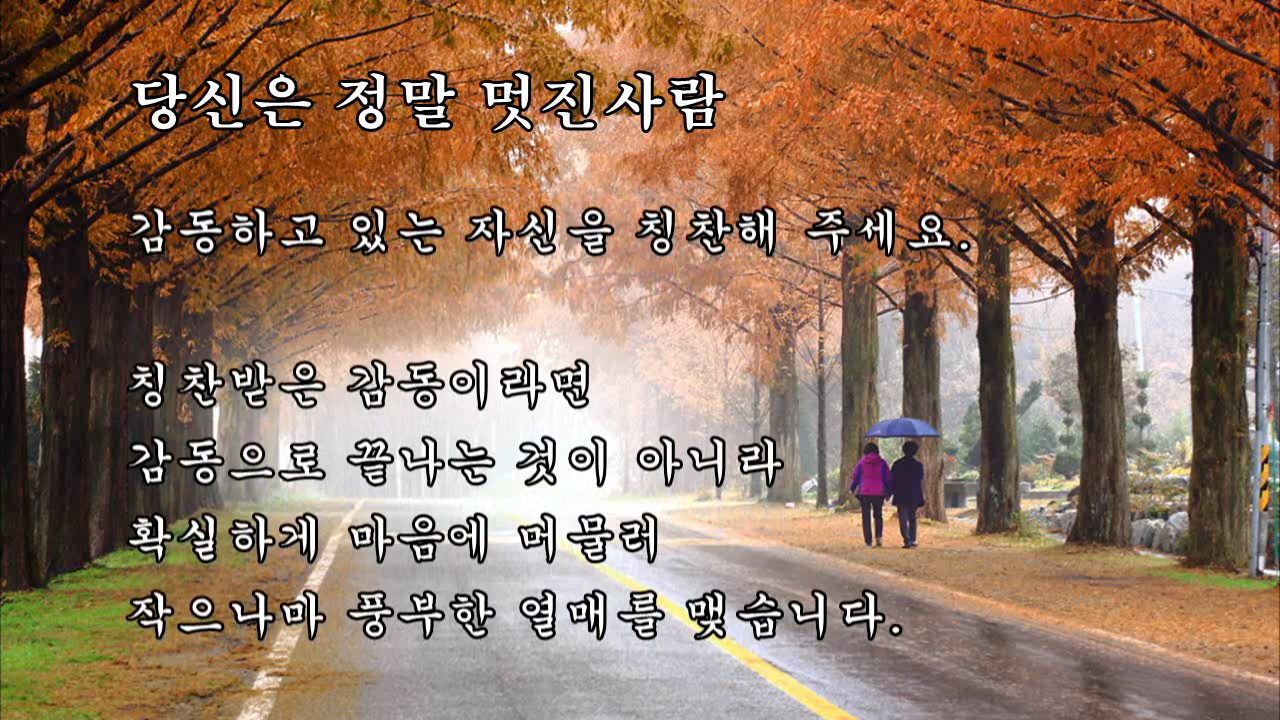 당신은 정말 멋진사람
감동하고 있는 자신을 칭찬해 주세요.
칭찬받은 감동이라면
감동으로 끝나는 것이 아니라
확실하게 마음에 머물러
작으나마 풍부한 열매를 맺습니다.